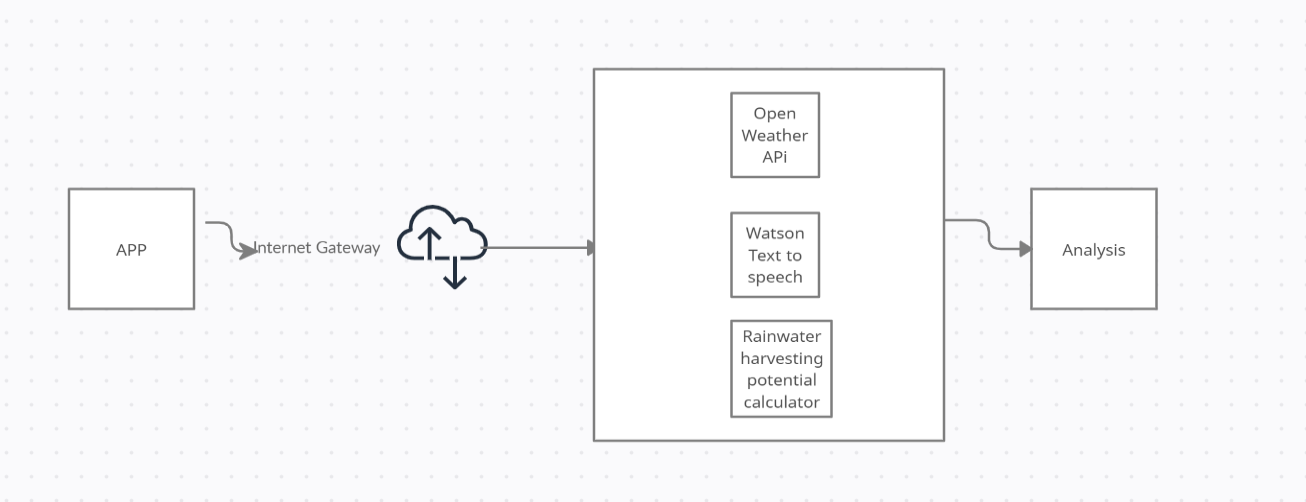 APP
Internet Gateway
Open
Weather
APi
Watson
Text to
speech
Rainwater
harvesting
potential
calculator
Analysis